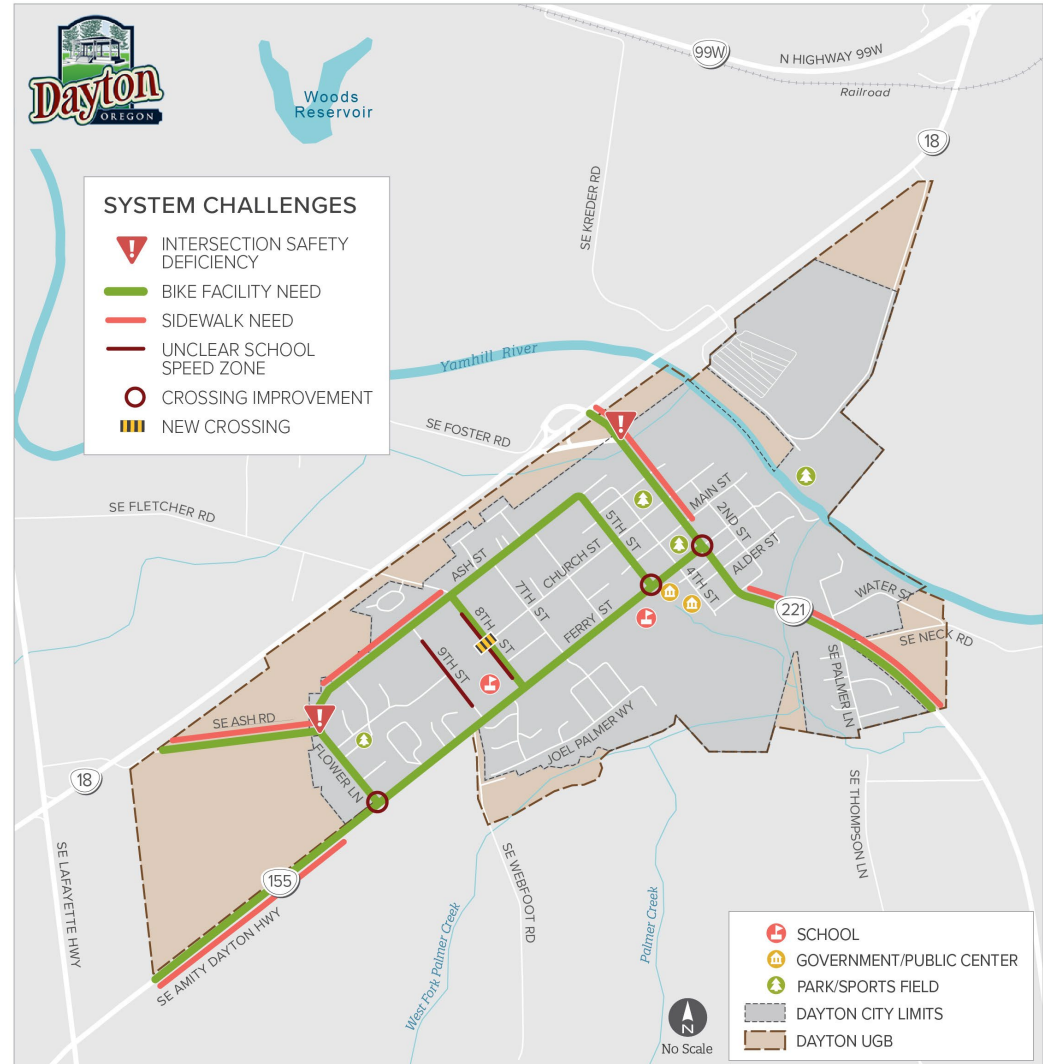 Dayton
OREGON
Woods
Reservoir
99W
N HIGHWAY 99W
Railroad
18
SE KREDER RD
SYSTEM CHALLENGES
INTERSECTION SAFETY
DEFICIENCY
BIKE FACILITY NEED
SIDEWALK NEED
UNCLEAR SCHOOL
SPEED ZONE
CROSSING IMPROVEMENT
NEW CROSSING
Yamhill River
SE FOSTER RD
SE FLETCHER RD
MAIN ST
2ND ST
ALDER ST
5TH ST
4TH ST
ASH ST
CHURCH ST
7TH ST
8TH ST
FERRY ST
9TH ST
221
WATER ST
SE NECK RD
SE PALMER LN
SE ASH RD
FLOWER LN
JOEL PALMER WY
18
SE LAFAYETTE HWY
155
SE AMITY DAYTON HWY
SE WEBFOOT RD
SE THOMPSON LN
West Fork Palmer Creek
Palmer Creek
N
No Scale
SCHOOL
GOVERNMENT/PUBLIC CENTER
PARK/SPORTS FIELD
DAYTON CITY LIMITS
DAYTON UGB